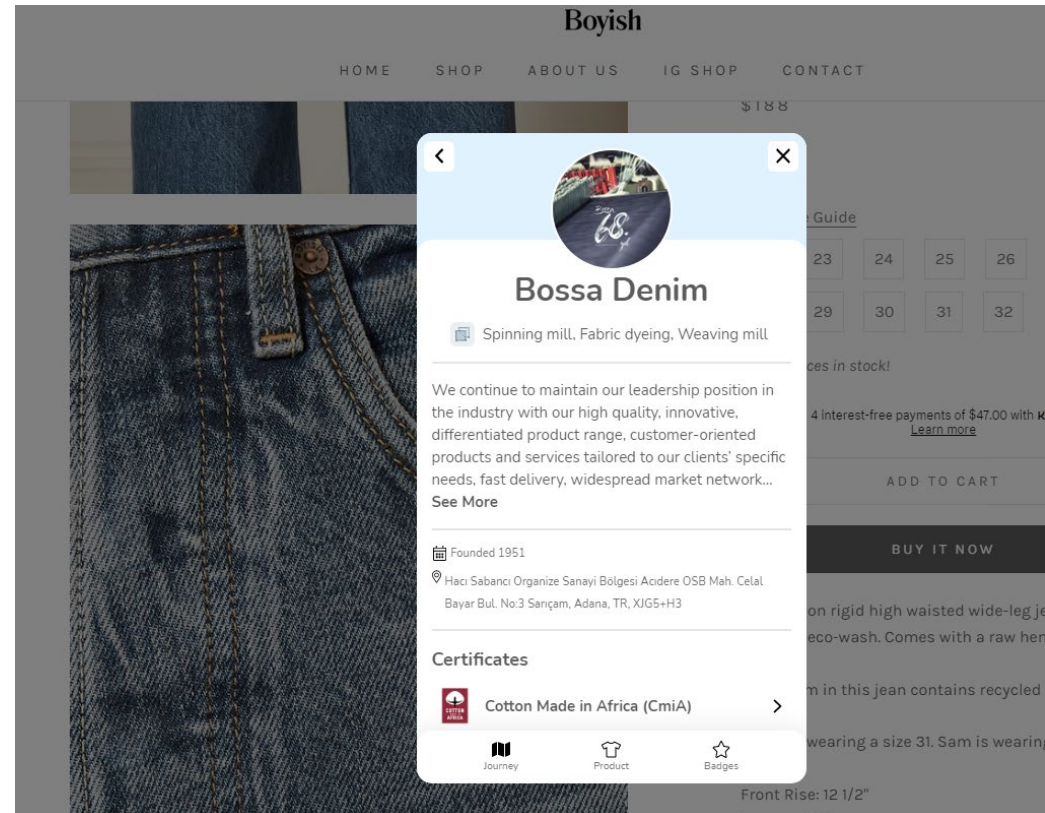 Boyish
HOME SHOP ABOUT US IG SHOP CONTACT
$188
Guide
23 24 25 26
29 30 31 32
in stock!
4 interest-free payments of $47.00 with
Learn more
ADD TO CART
BUY IT NOW
on rigid high waisted wide-leg
eco-wash. Comes with a raw
in this jean contains recycled
wearing a size 31. Sam is wearing
Front Rise: 12 1/2"
68.
Bossa Denim
Spinning mill, Fabric dyeing, Weaving mill
We continue to maintain our leadership position in
the industry with our high quality, innovative,
differentiated product range, customer-oriented
products and services tailored to our clients' specific
needs, fast delivery, widespread market network...
See More
Founded 1951
Hacı Sabancı Organize Sanayi Bölgesi Acıdere OSB Mah. Celal
Bayar Bul. No:3 Sarıçam, Adana, TR, XJG5+H3
Certificates
COTTON
AFRICA
Cotton Made in Africa (CmiA)
Journey Product Badges